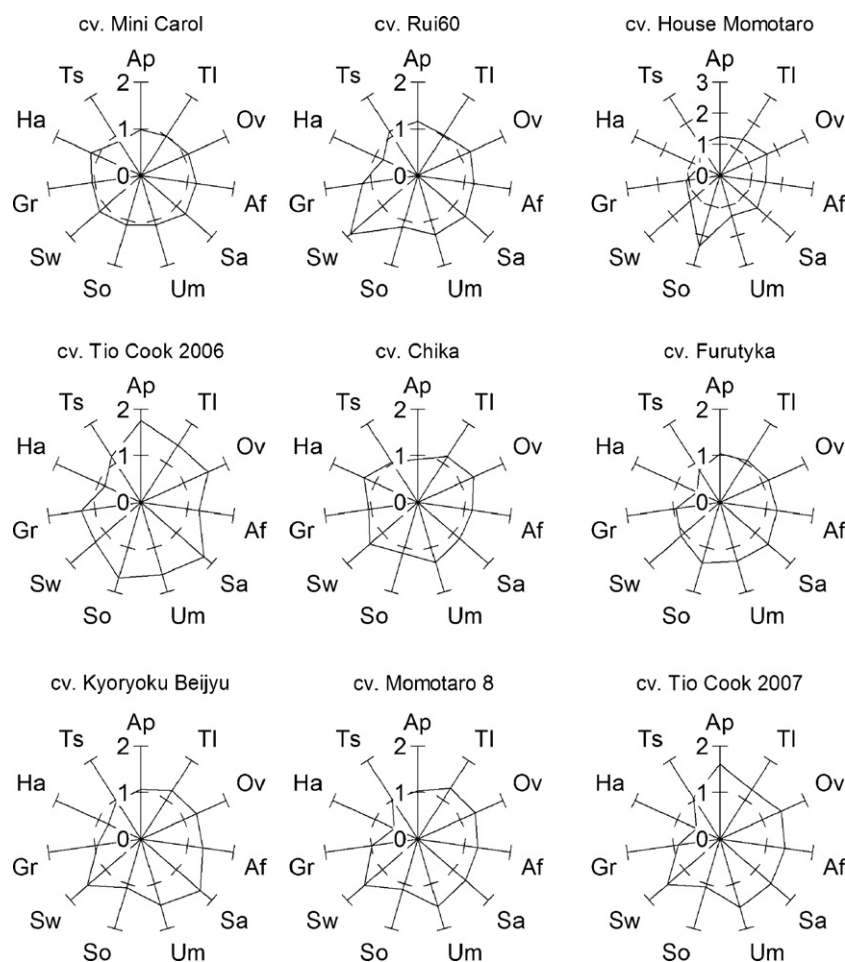 cv. Mini Carol
Ap
Ts
Tl
2
Ha
Ov
1
0
Gr
Af
Sw
Sa
So
Um
cv. Rui60
Ap
Ts
Tl
2
Ha
Ov
1
0
Gr
Af
Sw
Sa
So
Um
cv. House Momotaro
Ap
Ts
Tl
3
2
Ha
Ov
1
0
Gr
Af
Sw
Sa
So
Um
cv. Tio Cook 2006
Ap
Ts
Tl
2
Ha
Ov
1
0
Gr
Af
Sw
Sa
So
Um
cv. Chika
Ap
Ts
Tl
2
Ha
Ov
1
0
Gr
Af
Sw
Sa
So
Um
cv. Furutyka
Ap
Ts
Tl
2
Ha
Ov
1
0
Gr
Af
Sw
Sa
So
Um
cv. Kyoryoku Beijyu
Ap
Ts
Tl
2
Ha
Ov
1
0
Gr
Af
Sw
Sa
So
Um
cv. Momotaro 8
Ap
Ts
Tl
2
Ha
Ov
1
0
Gr
Af
Sw
Sa
So
Um
cv. Tio Cook 2007
Ap
Ts
Tl
2
Ha
Ov
1
0
Gr
Af
Sw
Sa
So
Um